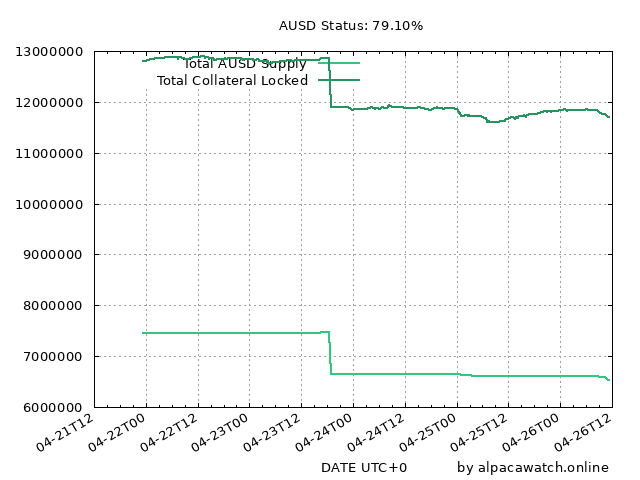 AUSD Status: 79.10%
13000000
Total AUSD Supply
Total Collateral Locked
12000000
11000000
10000000
9000000
8000000
7000000
6000000
04-21T12
04-22T00
04-22T12
04-23T00
04-23T12
04-24T00
04-24T12
04-25T00
04-25T12
04-26T00
04-26T12
DATE UTC+0
by alpacawatch.online